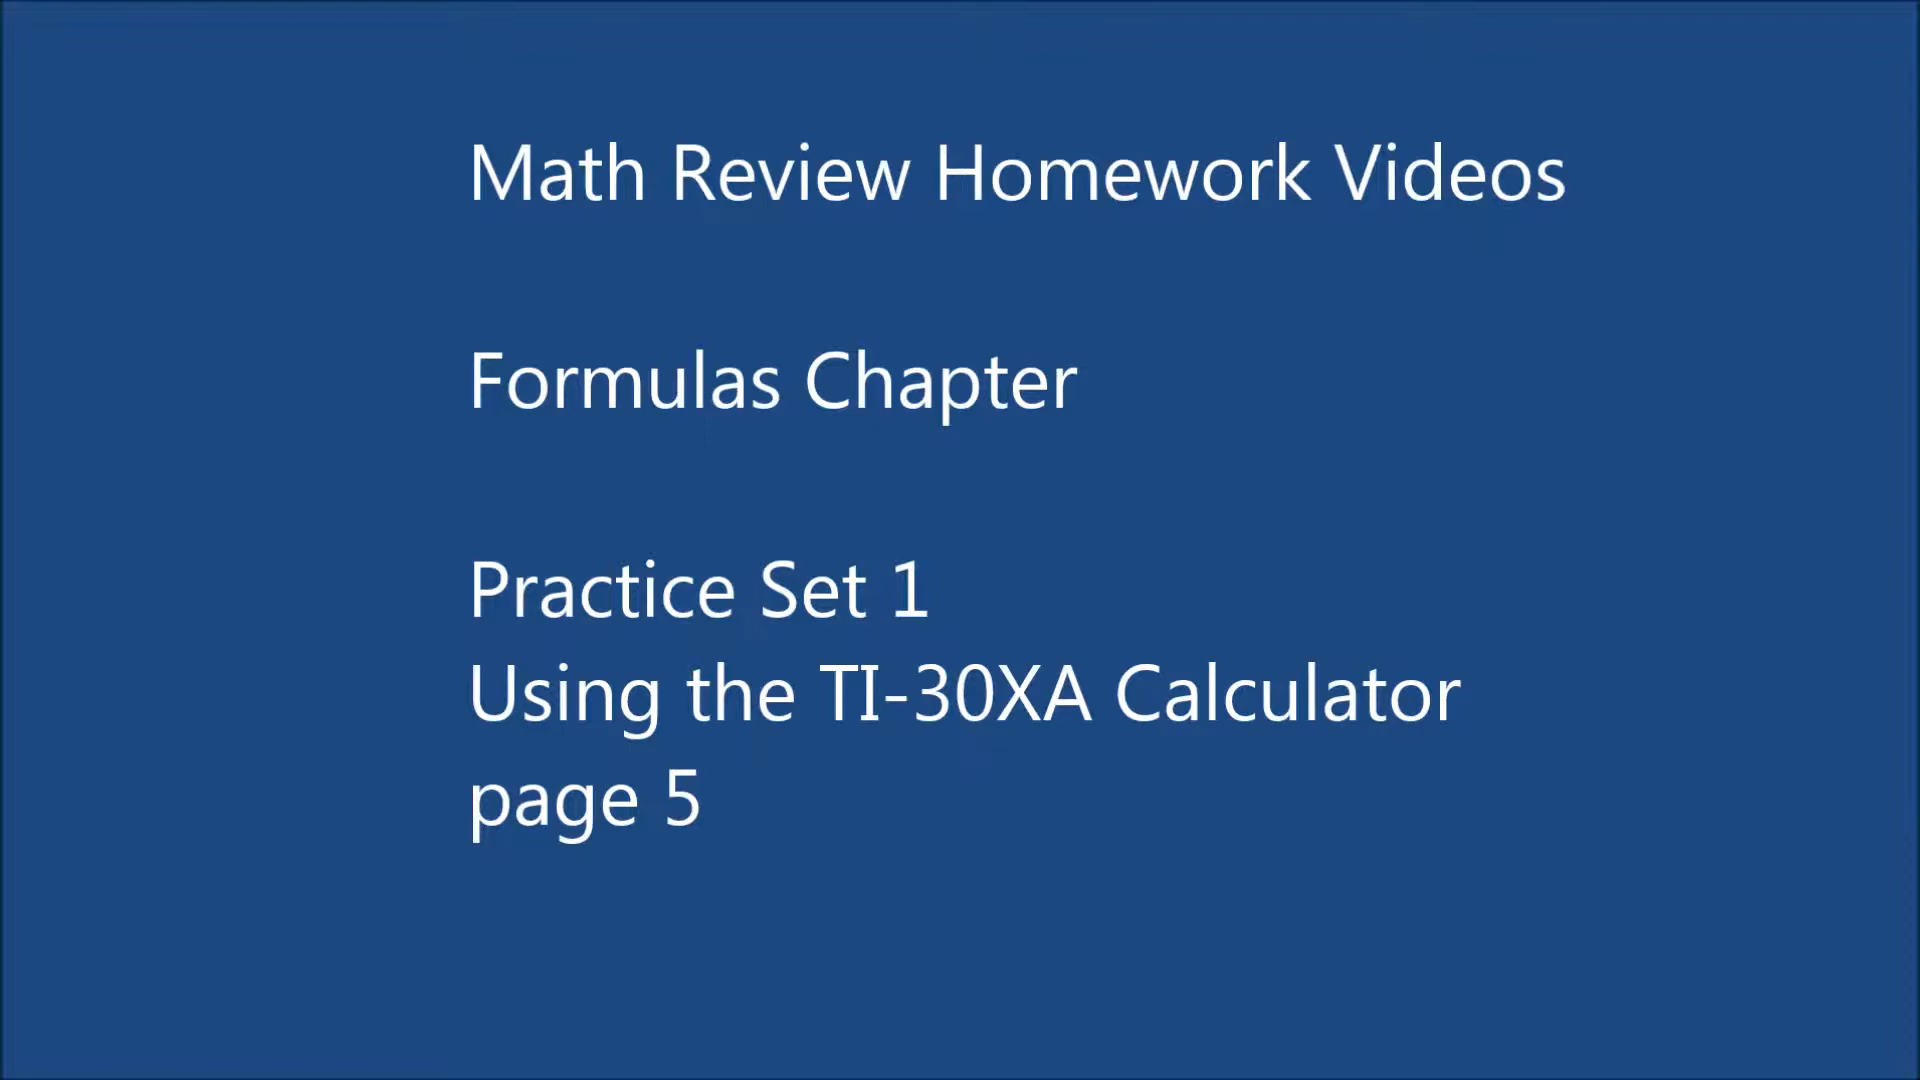 Math Review Homework Videos
Formulas Chapter
Practice Set 1
Using the TI-30XA Calculator
page 5